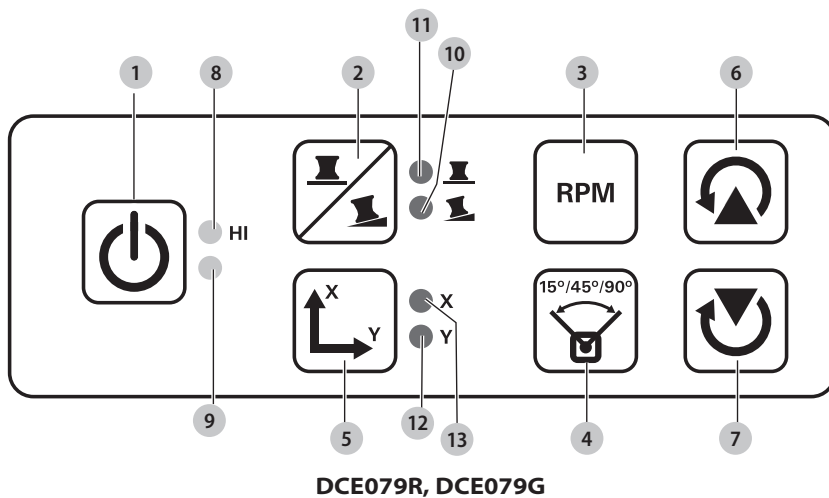 11
10
1 8 2 3 6
HI
RPM
X
Y
X
Y
15°/45°/90°
9 5 12 13 4 7
DCE079R, DCE079G